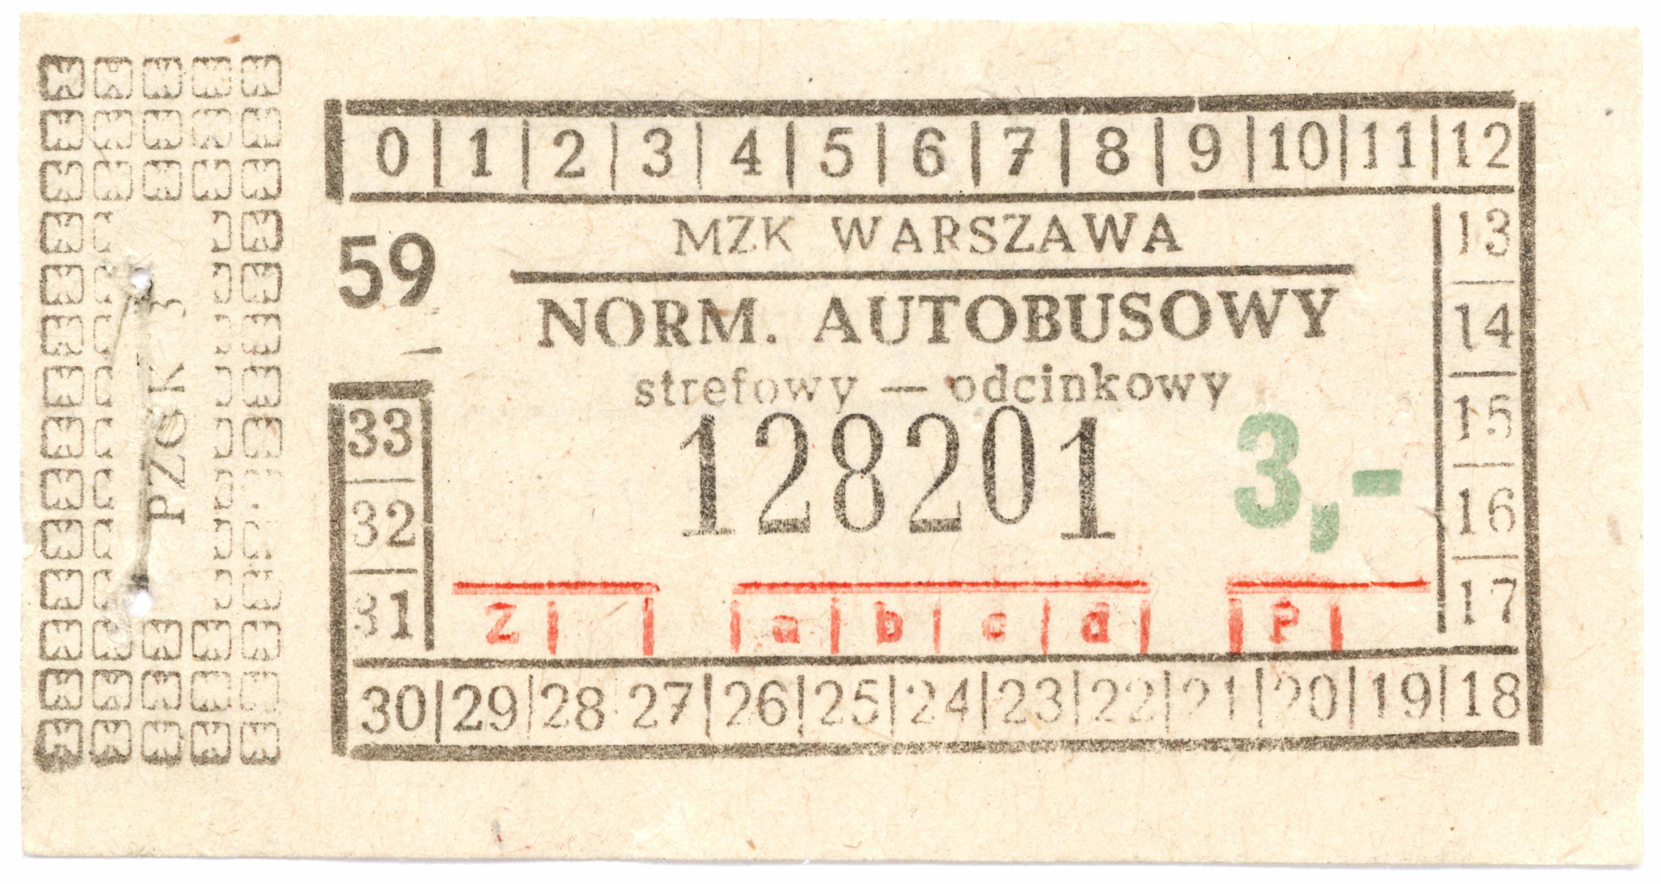 0 1 2 3 4 5 6 7 8 9 10 11 12
MZK WARSZAWA
13
59
NORM. AUTOBUSOWY
14
strefowy — odcinkowy
15
33
128201
3,-
32
16
31
Z a b c d P
17
30 29 28 27 26 25 24 23 22 21 20 19 18
PZGK 3